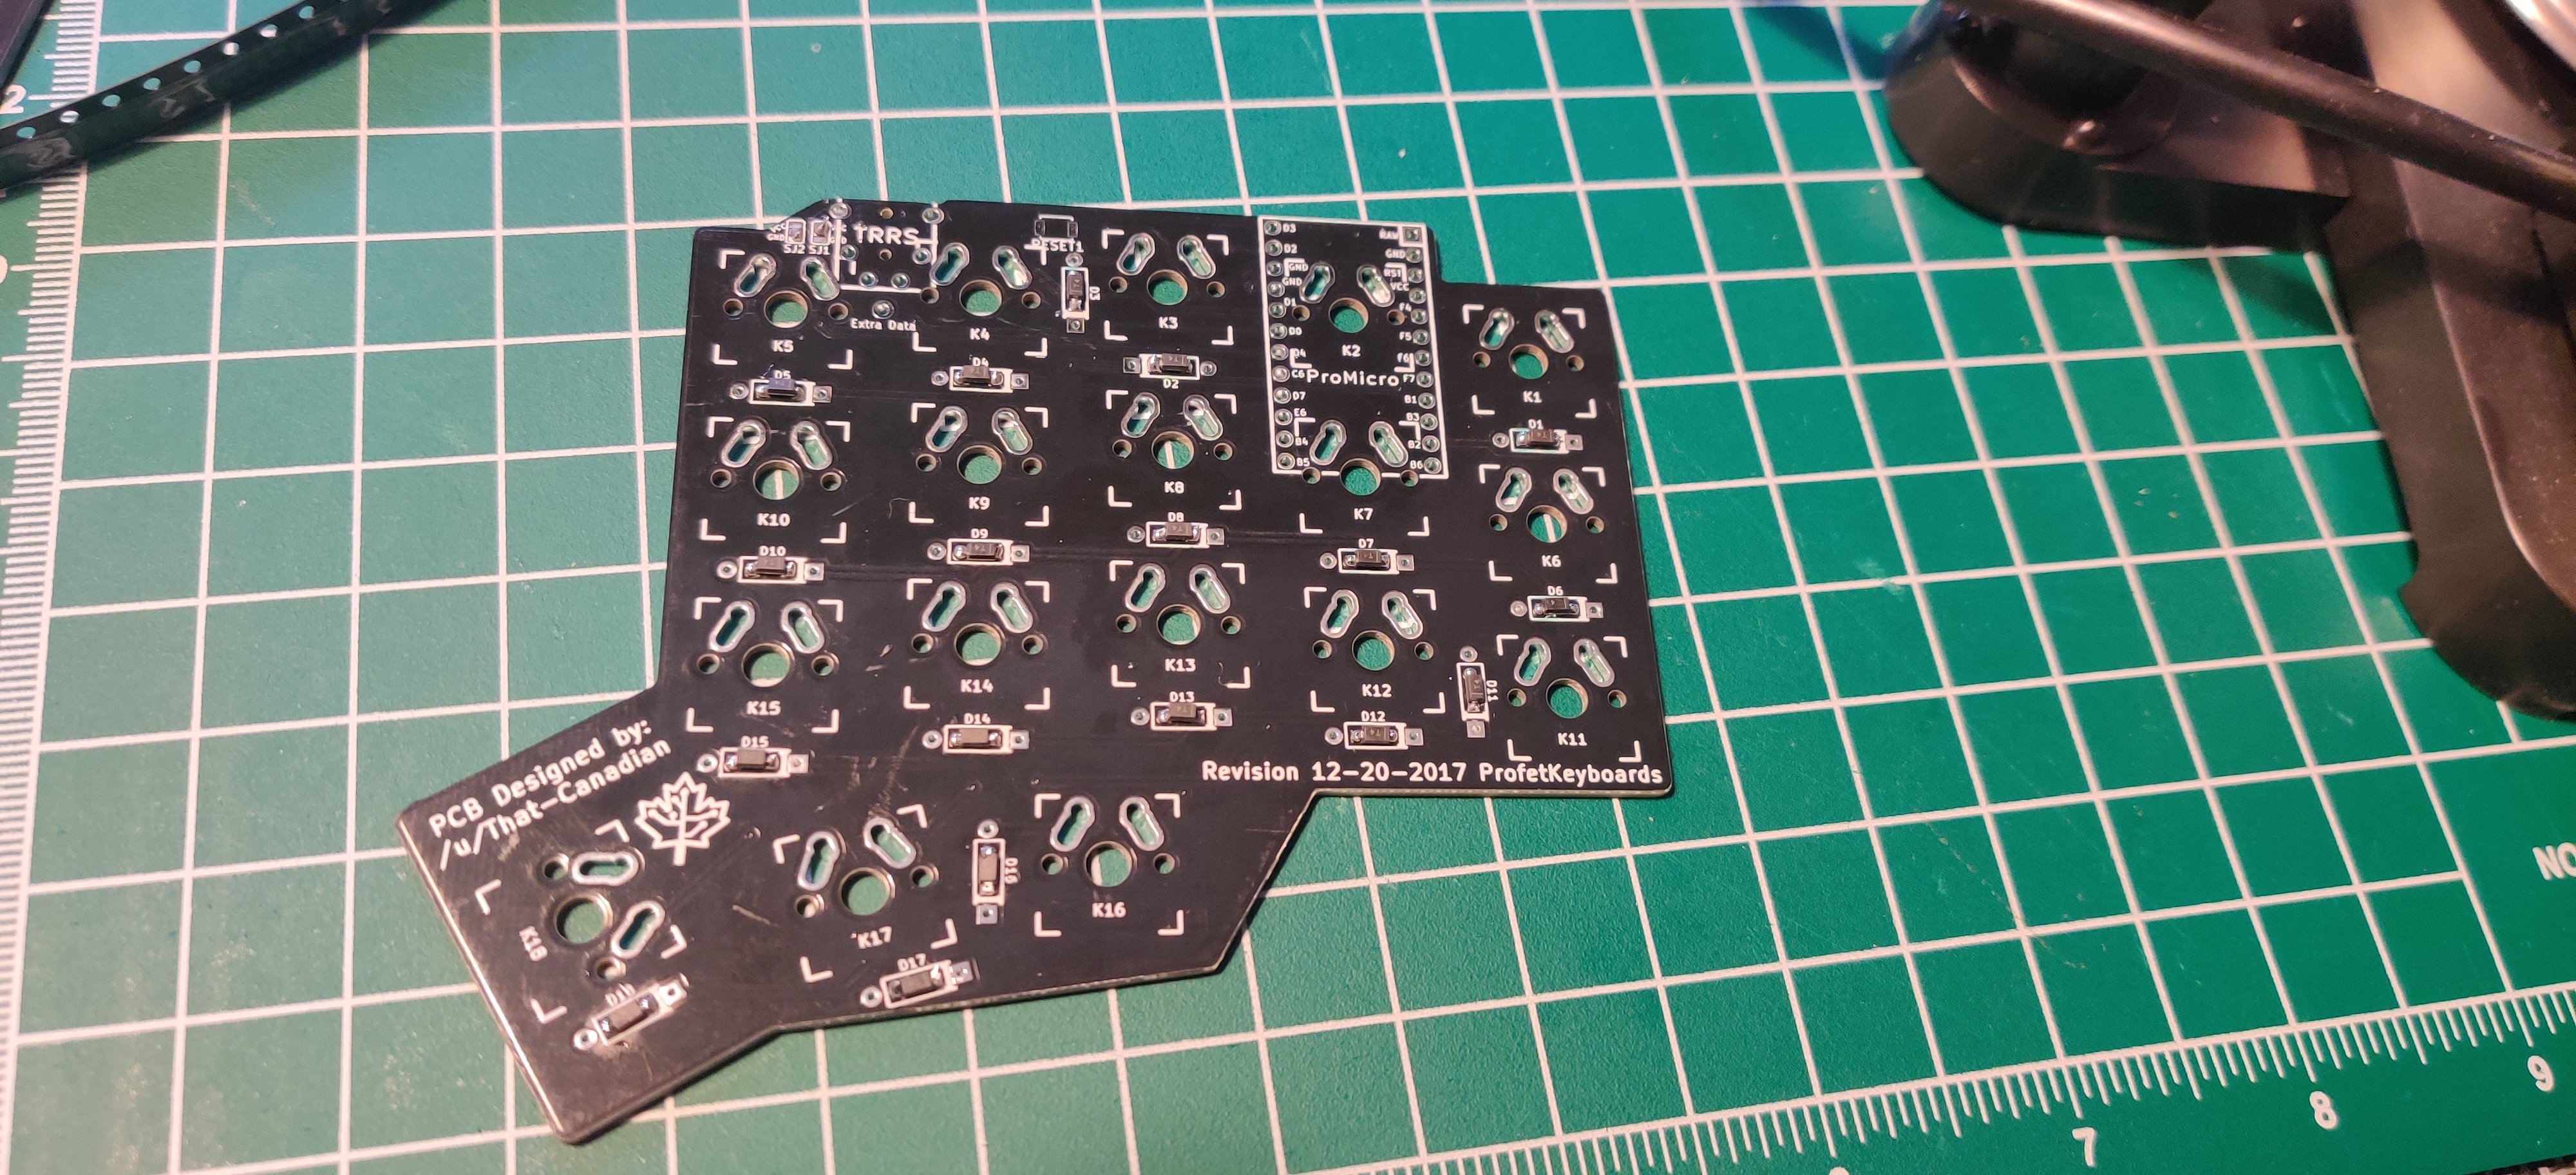 TRRS
SJ2 SJ1
RESET1
Extra Data
D3
D2
GND
GND
D1
D0
D4
C6
D7
E6
B4
B5
RAW
GND
RST
VCC
F4
F5
F6
F7
B1
B3
B2
B6
ProMicro
K5
K4
K3
K2
K1
D5
D4
D3
D2
D1
K10
K9
K8
K7
K6
D10
D9
D8
D7
D6
K15
K14
K13
K12
K11
D15
D14
D13
D12
D11
Revision 12-20-2017 ProfetKeyboards
PCB Designed by:
/u/That-Canadian
K18
K17
K16
D16
D17
2
NO
7
8
9